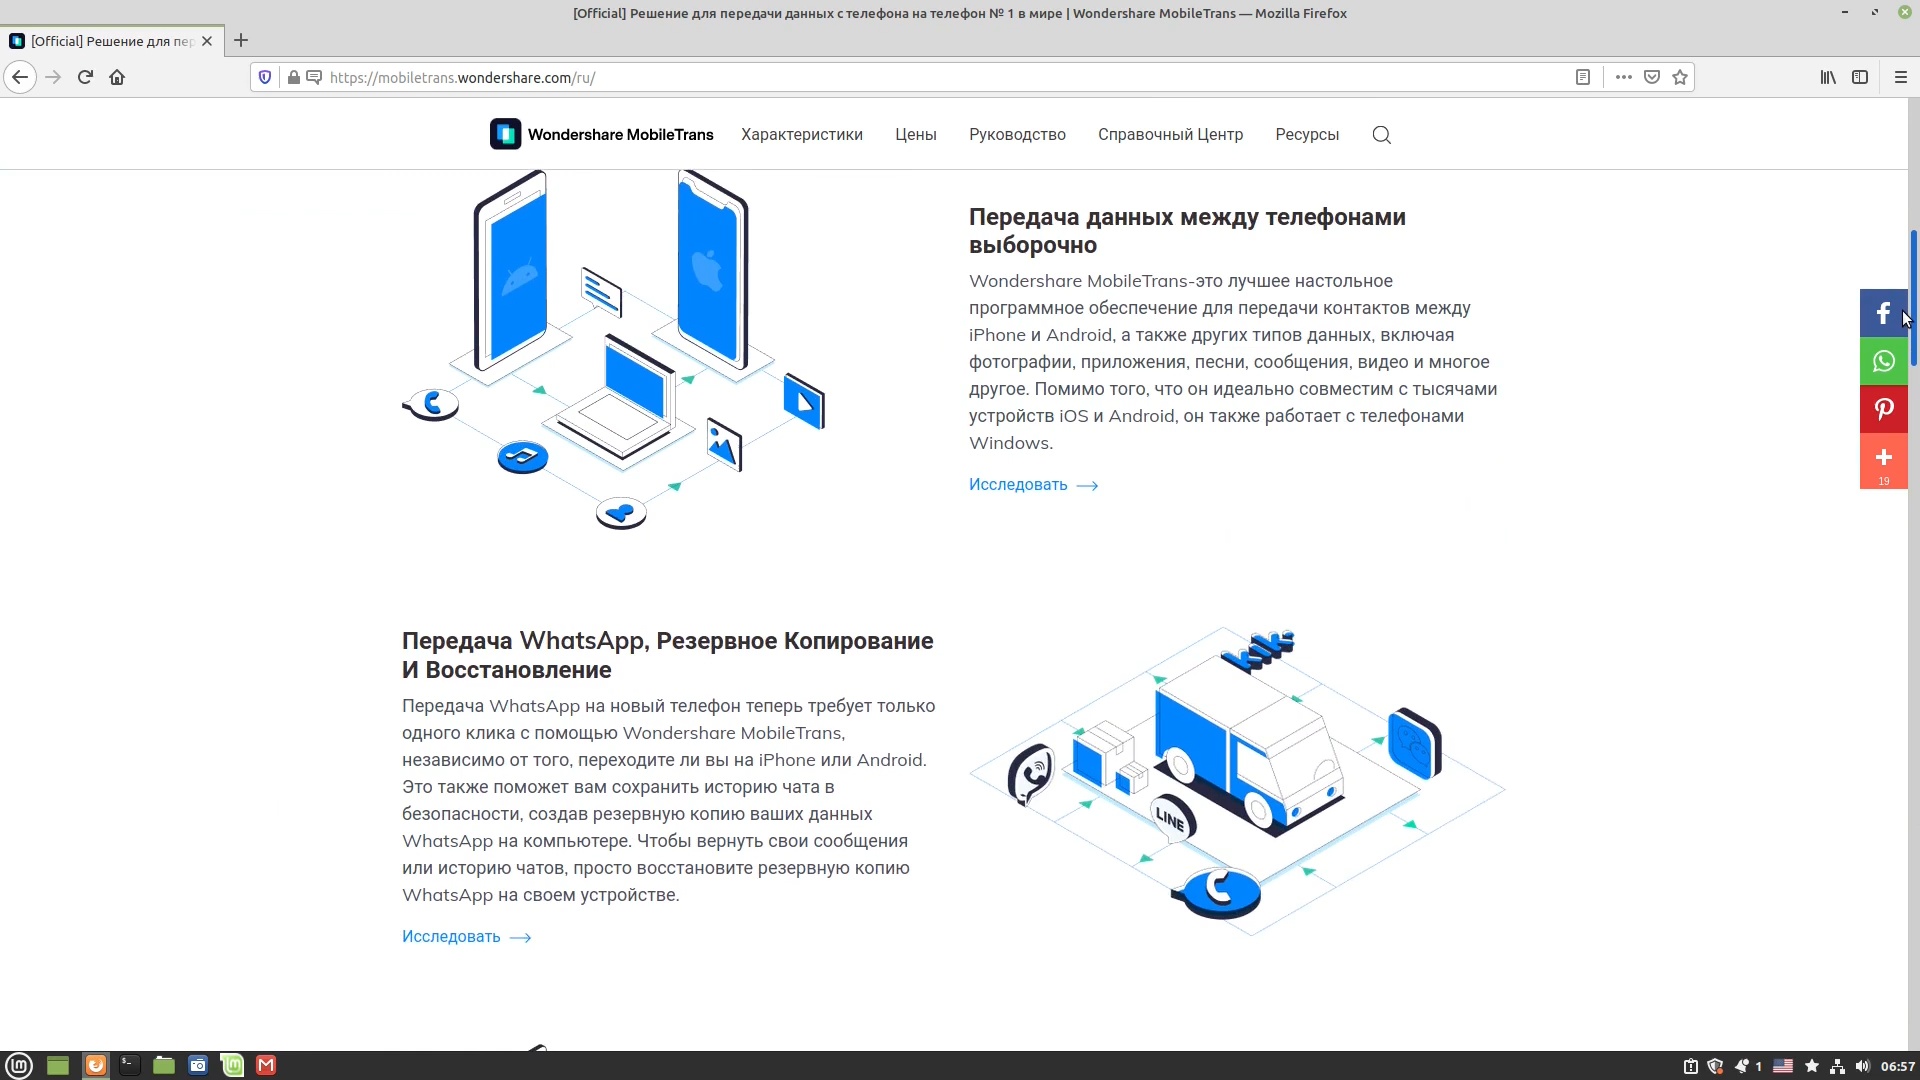 [Official] Решение для передачи данных с телефона на телефон № 1 в мире | Wondershare MobileTrans — Mozilla Firefox
[Official] Решение для пер
https://mobiletrans.wondershare.com/ru/
Wondershare MobileTrans
Характеристики
Цены
Руководство
Справочный Центр
Ресурсы
Передача данных между телефонами
выборочно
Wondershare MobileTrans-это лучшее настольное
программное обеспечение для передачи контактов между
iPhone и Android, а также других типов данных, включая
фотографии, приложения, песни, сообщения, видео и многое
другое. Помимо того, что он идеально совместим с тысячами
устройств iOS и Android, он также работает с телефонами
Windows.
Исследовать
19
Передача WhatsApp, Резервное Копирование
И Восстановление
Передача WhatsApp на новый телефон теперь требует только
одного клика с помощью Wondershare MobileTrans,
независимо от того, переходите ли вы на iPhone или Android.
Это также поможет вам сохранить историю чата в
безопасности, создав резервную копию ваших данных
WhatsApp на компьютере. Чтобы вернуть свои сообщения
или историю чатов, просто восстановите резервную копию
WhatsApp на своем устройстве.
Исследовать
kik
LINE
1
06:57